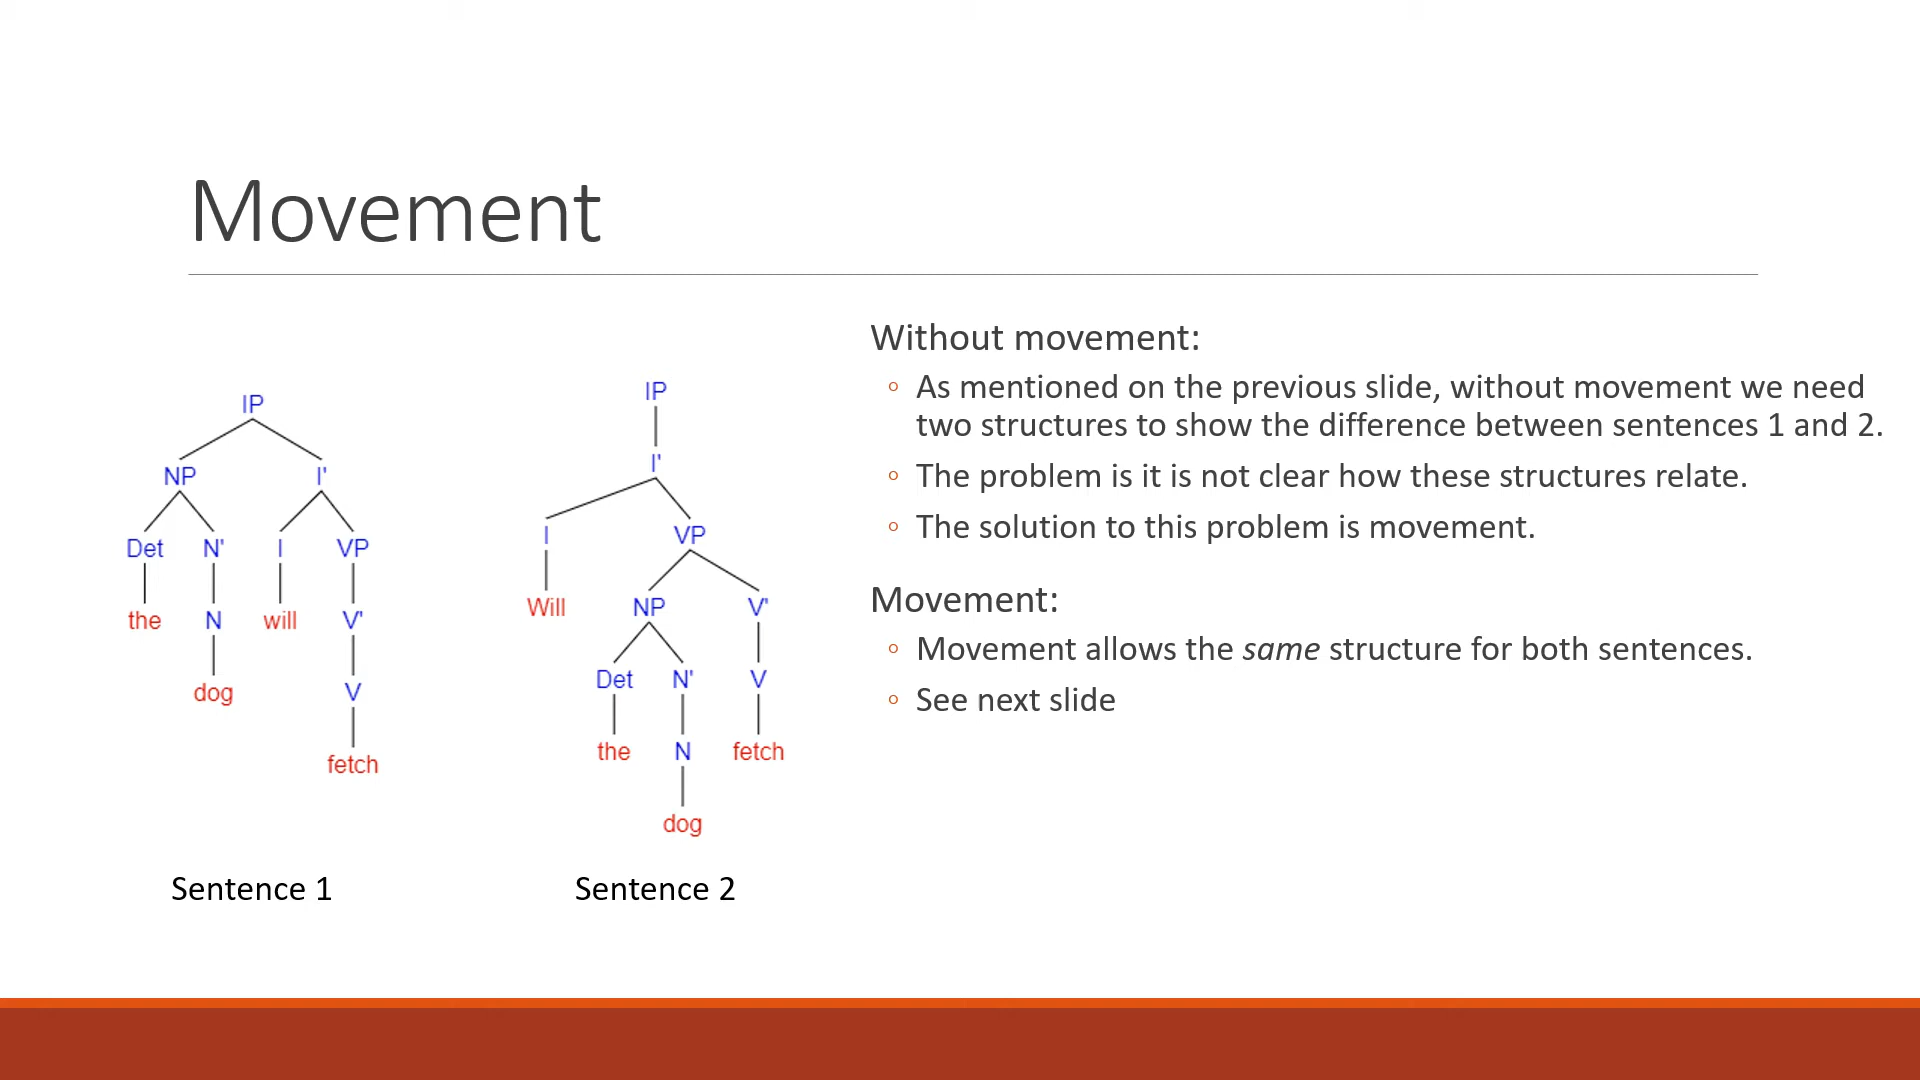 Movement
IP
NP I'
Det N' I VP
the N will V'
dog V
fetch
Sentence 1
IP
I'
I VP
Will NP V'
Det N' V
the N fetch
dog
Sentence 2
Without movement:
◦ As mentioned on the previous slide, without movement we need
two structures to show the difference between sentences 1 and 2.
◦ The problem is it is not clear how these structures relate.
◦ The solution to this problem is movement.
Movement:
◦ Movement allows the same structure for both sentences.
◦ See next slide